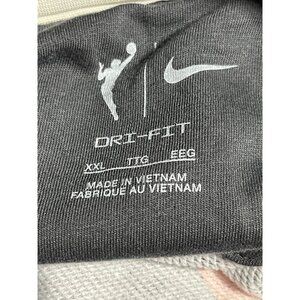 DRI-FIT
XXL TTG EEG
MADE IN VIETNAM
FABRIQUE AU VIETNAM